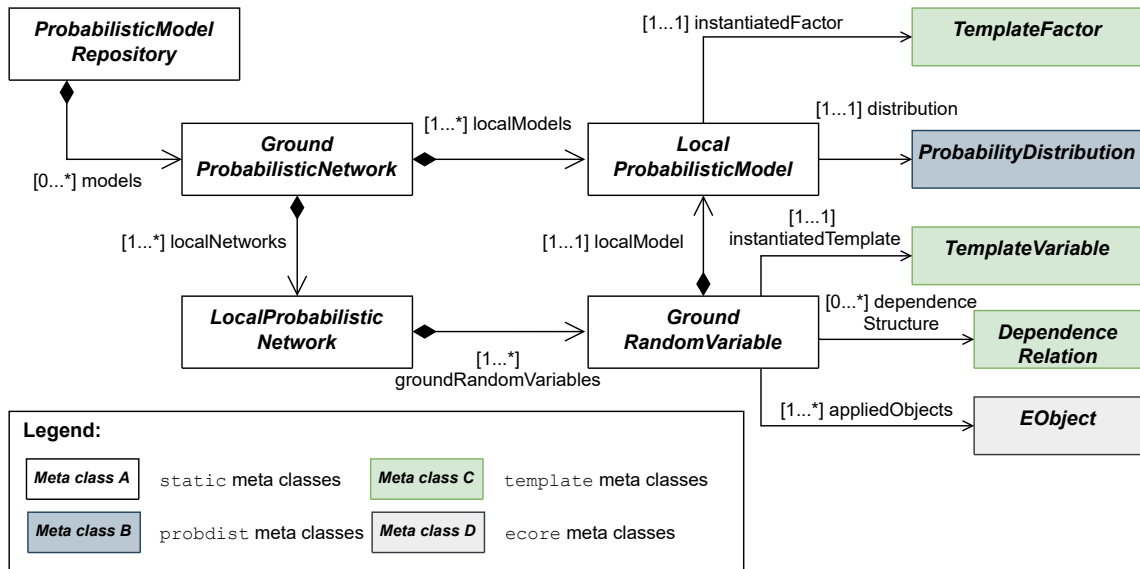 ProbabilisticModel
Repository
[1...1] instantiatedFactor
TemplateFactor
[1...1] distribution
[1...*] localModels
Ground
ProbabilisticNetwork
Local
ProbabilisticModel
ProbabilityDistribution
[0...*] models
[1...*] localNetworks
[1...1] localModel
[1...1]
instantiatedTemplate
TemplateVariable
LocalProbabilistic
Network
Ground
RandomVariable
[0...*] dependence
Structure
Dependence
Relation
[1...*]
groundRandomVariables
[1...*] appliedObjects
EObject
Legend:
Meta class A
static meta classes
Meta class C
template meta classes
Meta class B
probdist meta classes
Meta class D
ecore meta classes